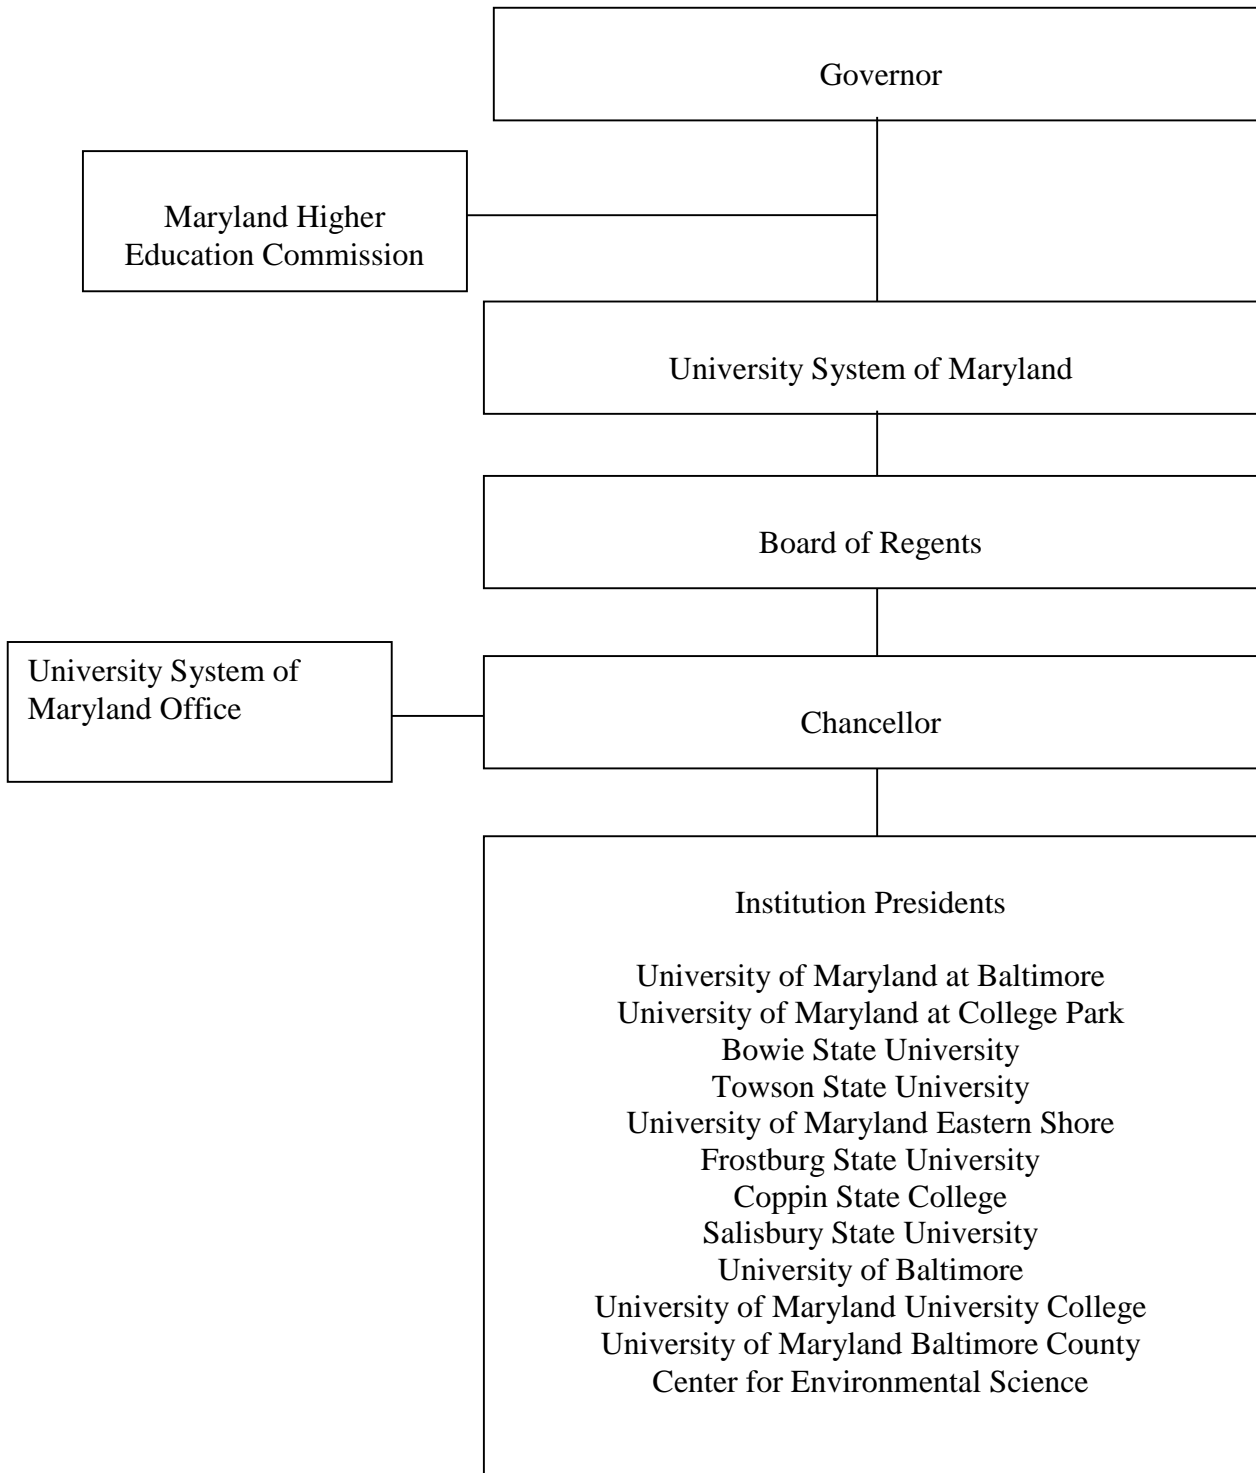 Governor
Maryland Higher
Education Commission
University System of Maryland
Board of Regents
University System of
Maryland Office
Chancellor
Institution Presidents
University of Maryland at Baltimore
University of Maryland at College Park
Bowie State University
Towson State University
University of Maryland Eastern Shore
Frostburg State University
Coppin State College
Salisbury State University
University of Baltimore
University of Maryland University College
University of Maryland Baltimore County
Center for Environmental Science